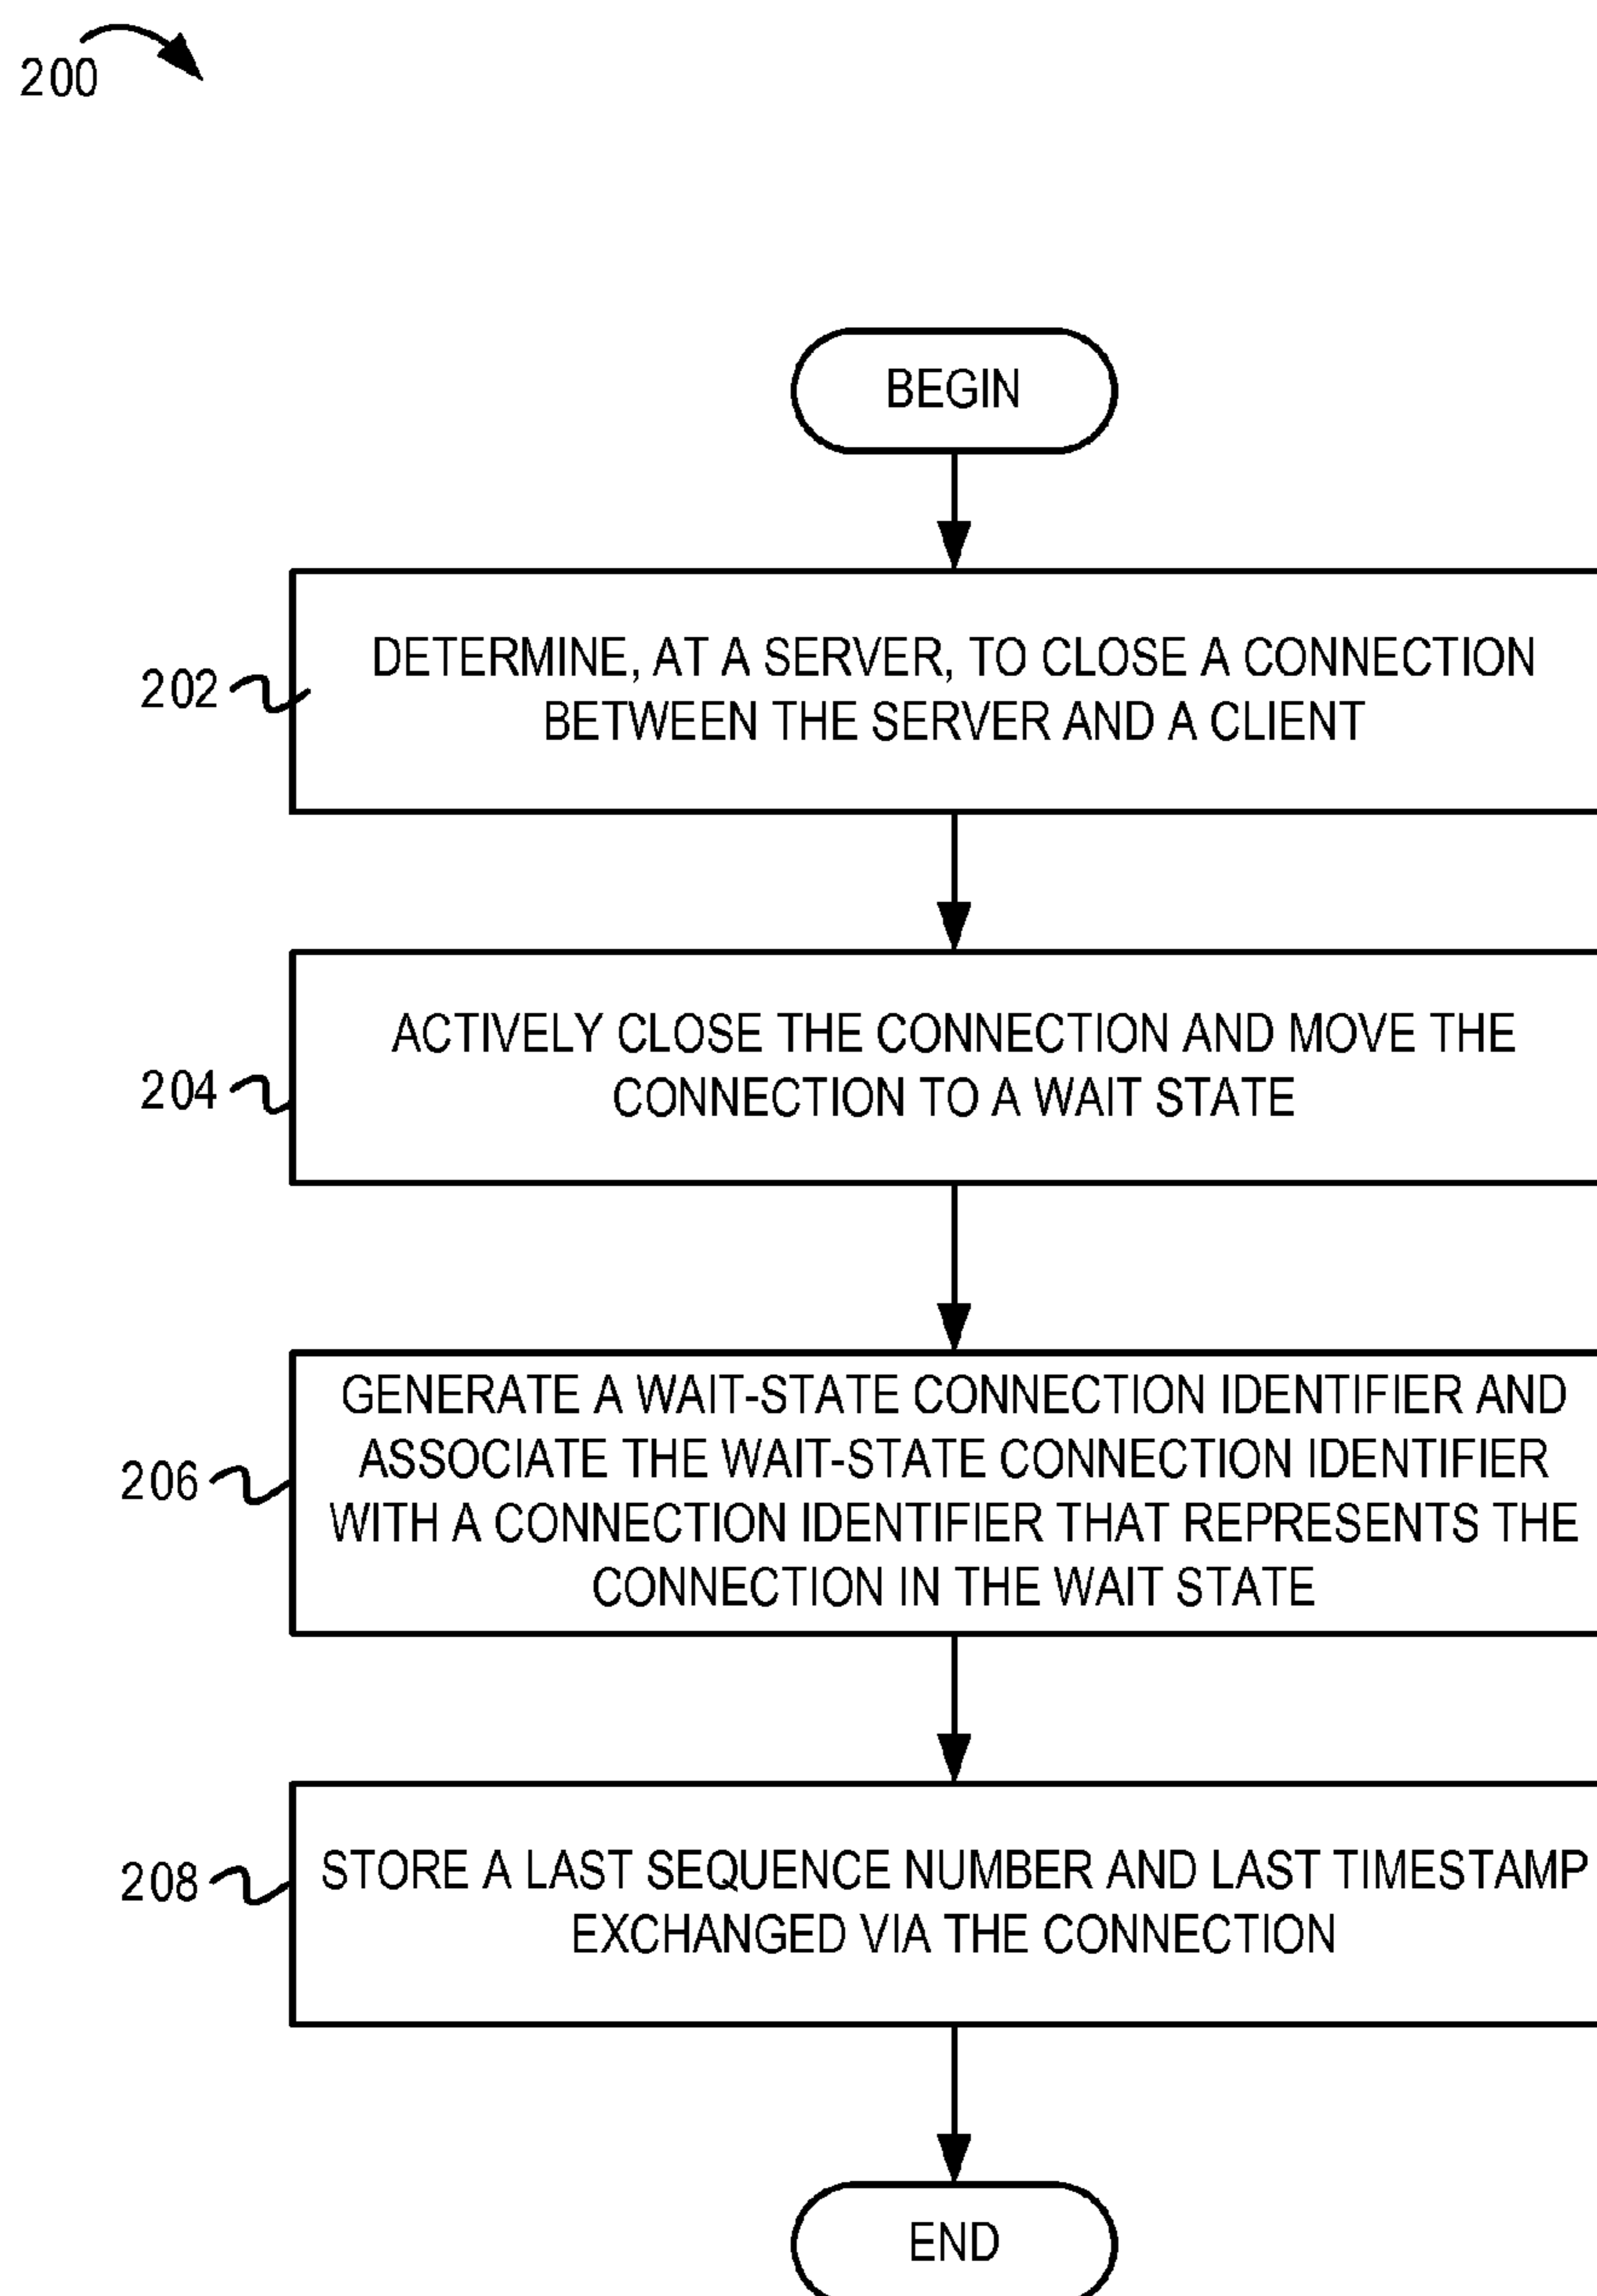 200
BEGIN
202
DETERMINE, AT A SERVER, TO CLOSE A CONNECTION
BETWEEN THE SERVER AND A CLIENT
204
ACTIVELY CLOSE THE CONNECTION AND MOVE THE
CONNECTION TO A WAIT STATE
206
GENERATE A WAIT-STATE CONNECTION IDENTIFIER AND
ASSOCIATE THE WAIT-STATE CONNECTION IDENTIFIER
WITH A CONNECTION IDENTIFIER THAT REPRESENTS THE
CONNECTION IN THE WAIT STATE
208
STORE A LAST SEQUENCE NUMBER AND LAST TIMESTAMP
EXCHANGED VIA THE CONNECTION
END